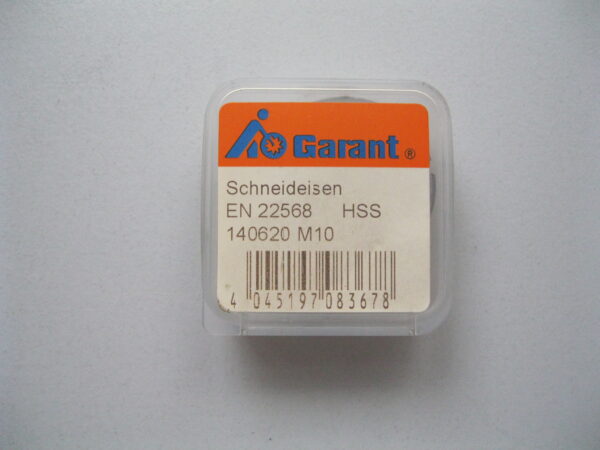 Garant ®
Schneideisen
EN 22568 HSS
140620 M10
4 045197 083678